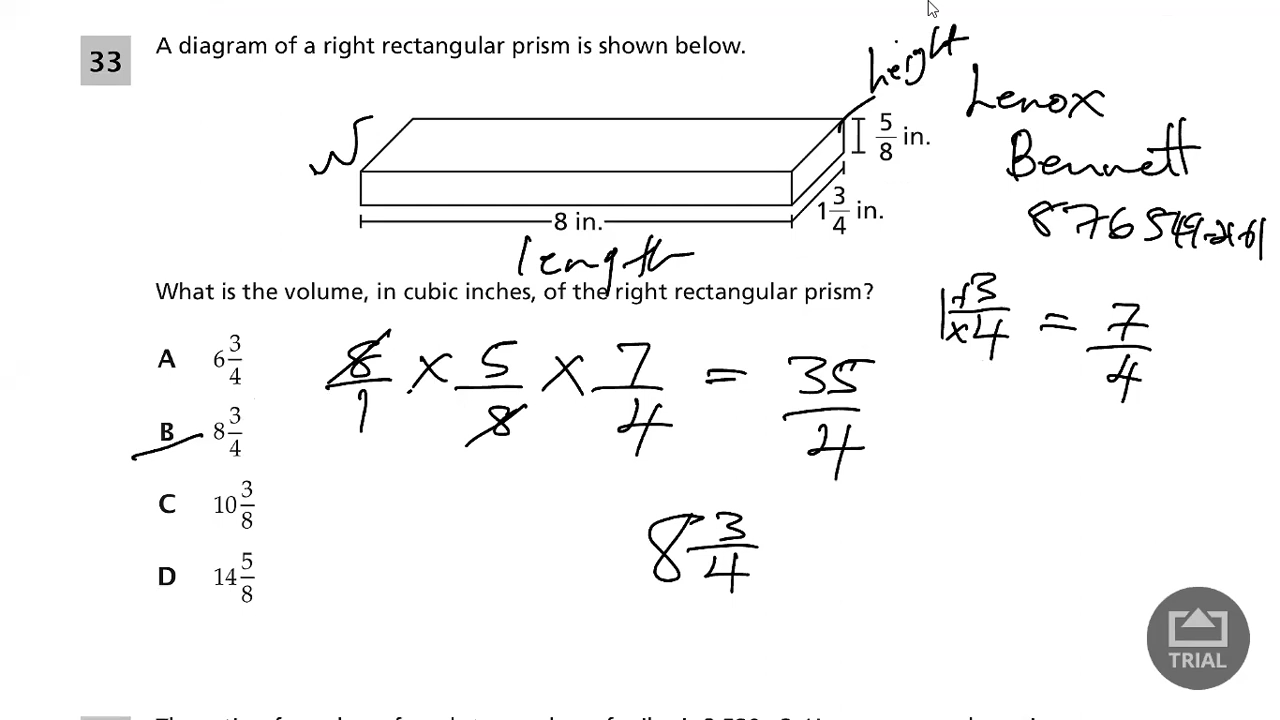 33 A diagram of a right rectangular prism is shown below.
height
Lenox
Bennett
W
5/8 in.
1 3/4 in.
8 in.
length
What is the volume, in cubic inches, of the right rectangular prism?
1 +3/×4 = 7/4
A 6 3/4
8/1 × 5/8 × 7/4 = 35/4
B 8 3/4
C 10 3/8
8 3/4
D 14 5/8
TRIAL